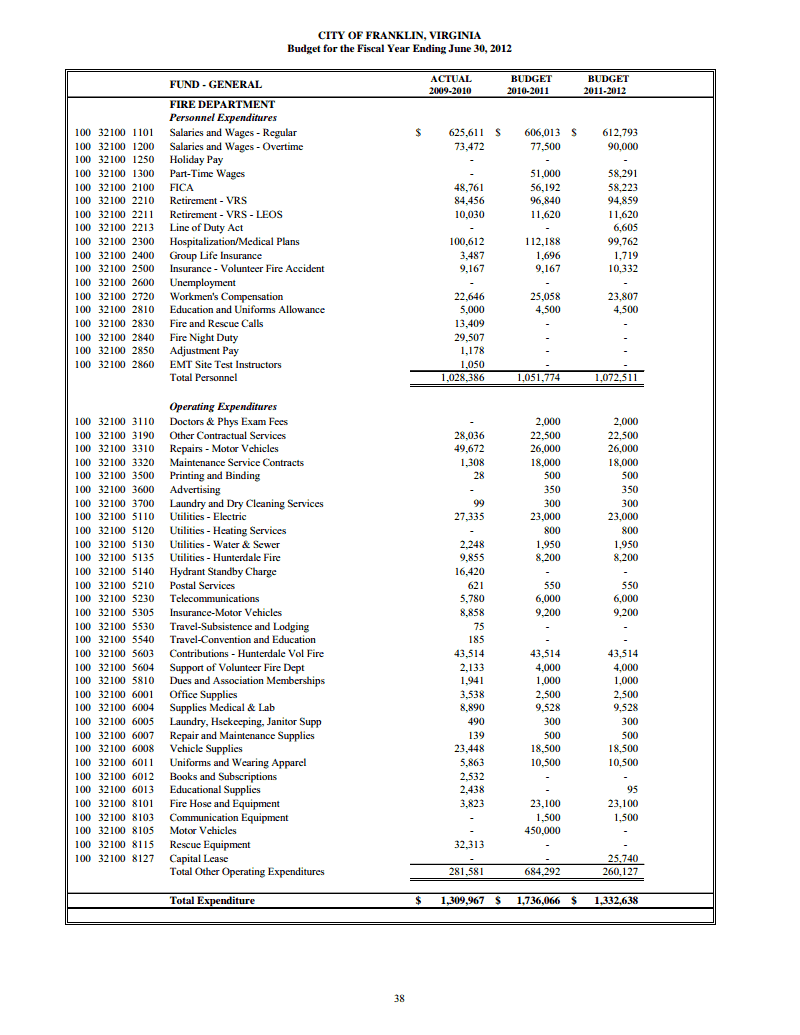 CITY OF FRANKLIN, VIRGINIA
Budget for the Fiscal Year Ending June 30, 2012
FUND - GENERAL ACTUAL 2009-2010 BUDGET 2010-2011 BUDGET 2011-2012
FIRE DEPARTMENT
Personnel Expenditures
100 32100 1101 Salaries and Wages - Regular $ 625,611 $ 606,013 $ 612,793
100 32100 1200 Salaries and Wages - Overtime 73,472 77,500 90,000
100 32100 1250 Holiday Pay - - -
100 32100 1300 Part-Time Wages - 51,000 58,291
100 32100 2100 FICA 48,761 56,192 58,223
100 32100 2210 Retirement - VRS 84,456 96,840 94,859
100 32100 2211 Retirement - VRS - LEOS 10,030 11,620 11,620
100 32100 2213 Line of Duty Act - - 6,605
100 32100 2300 Hospitalization/Medical Plans 100,612 112,188 99,762
100 32100 2400 Group Life Insurance 3,487 1,696 1,719
100 32100 2500 Insurance - Volunteer Fire Accident 9,167 9,167 10,332
100 32100 2600 Unemployment - - -
100 32100 2720 Workmen's Compensation 22,646 25,058 23,807
100 32100 2810 Education and Uniforms Allowance 5,000 4,500 4,500
100 32100 2830 Fire and Rescue Calls 13,409 - -
100 32100 2840 Fire Night Duty 29,507 - -
100 32100 2850 Adjustment Pay 1,178 - -
100 32100 2860 EMT Site Test Instructors 1,050 - -
Total Personnel 1,028,386 1,051,774 1,072,511
Operating Expenditures
100 32100 3110 Doctors & Phys Exam Fees - 2,000 2,000
100 32100 3190 Other Contractual Services 28,036 22,500 22,500
100 32100 3310 Repairs - Motor Vehicles 49,672 26,000 26,000
100 32100 3320 Maintenance Service Contracts 1,308 18,000 18,000
100 32100 3500 Printing and Binding 28 500 500
100 32100 3600 Advertising - 350 350
100 32100 3700 Laundry and Dry Cleaning Services 99 300 300
100 32100 5110 Utilities - Electric 27,335 23,000 23,000
100 32100 5120 Utilities - Heating Services - 800 800
100 32100 5130 Utilities - Water & Sewer 2,248 1,950 1,950
100 32100 5135 Utilities - Hunterdale Fire 9,855 8,200 8,200
100 32100 5140 Hydrant Standby Charge 16,420 - -
100 32100 5210 Postal Services 621 550 550
100 32100 5230 Telecommunications 5,780 6,000 6,000
100 32100 5305 Insurance-Motor Vehicles 8,858 9,200 9,200
100 32100 5530 Travel-Subsistence and Lodging 75 - -
100 32100 5540 Travel-Convention and Education 185 - -
100 32100 5603 Contributions - Hunterdale Vol Fire 43,514 43,514 43,514
100 32100 5604 Support of Volunteer Fire Dept 2,133 4,000 4,000
100 32100 5810 Dues and Association Memberships 1,941 1,000 1,000
100 32100 6001 Office Supplies 3,538 2,500 2,500
100 32100 6004 Supplies Medical & Lab 8,890 9,528 9,528
100 32100 6005 Laundry, Hsekeeping, Janitor Supp 490 300 300
100 32100 6007 Repair and Maintenance Supplies 139 500 500
100 32100 6008 Vehicle Supplies 23,448 18,500 18,500
100 32100 6011 Uniforms and Wearing Apparel 5,863 10,500 10,500
100 32100 6012 Books and Subscriptions 2,532 - -
100 32100 6013 Educational Supplies 2,438 - 95
100 32100 8101 Fire Hose and Equipment 3,823 23,100 23,100
100 32100 8103 Communication Equipment - 1,500 1,500
100 32100 8105 Motor Vehicles - 450,000 -
100 32100 8115 Rescue Equipment 32,313 - -
100 32100 8127 Capital Lease - - 25,740
Total Other Operating Expenditures 281,581 684,292 260,127
Total Expenditure $ 1,309,967 $ 1,736,066 $ 1,332,638
38